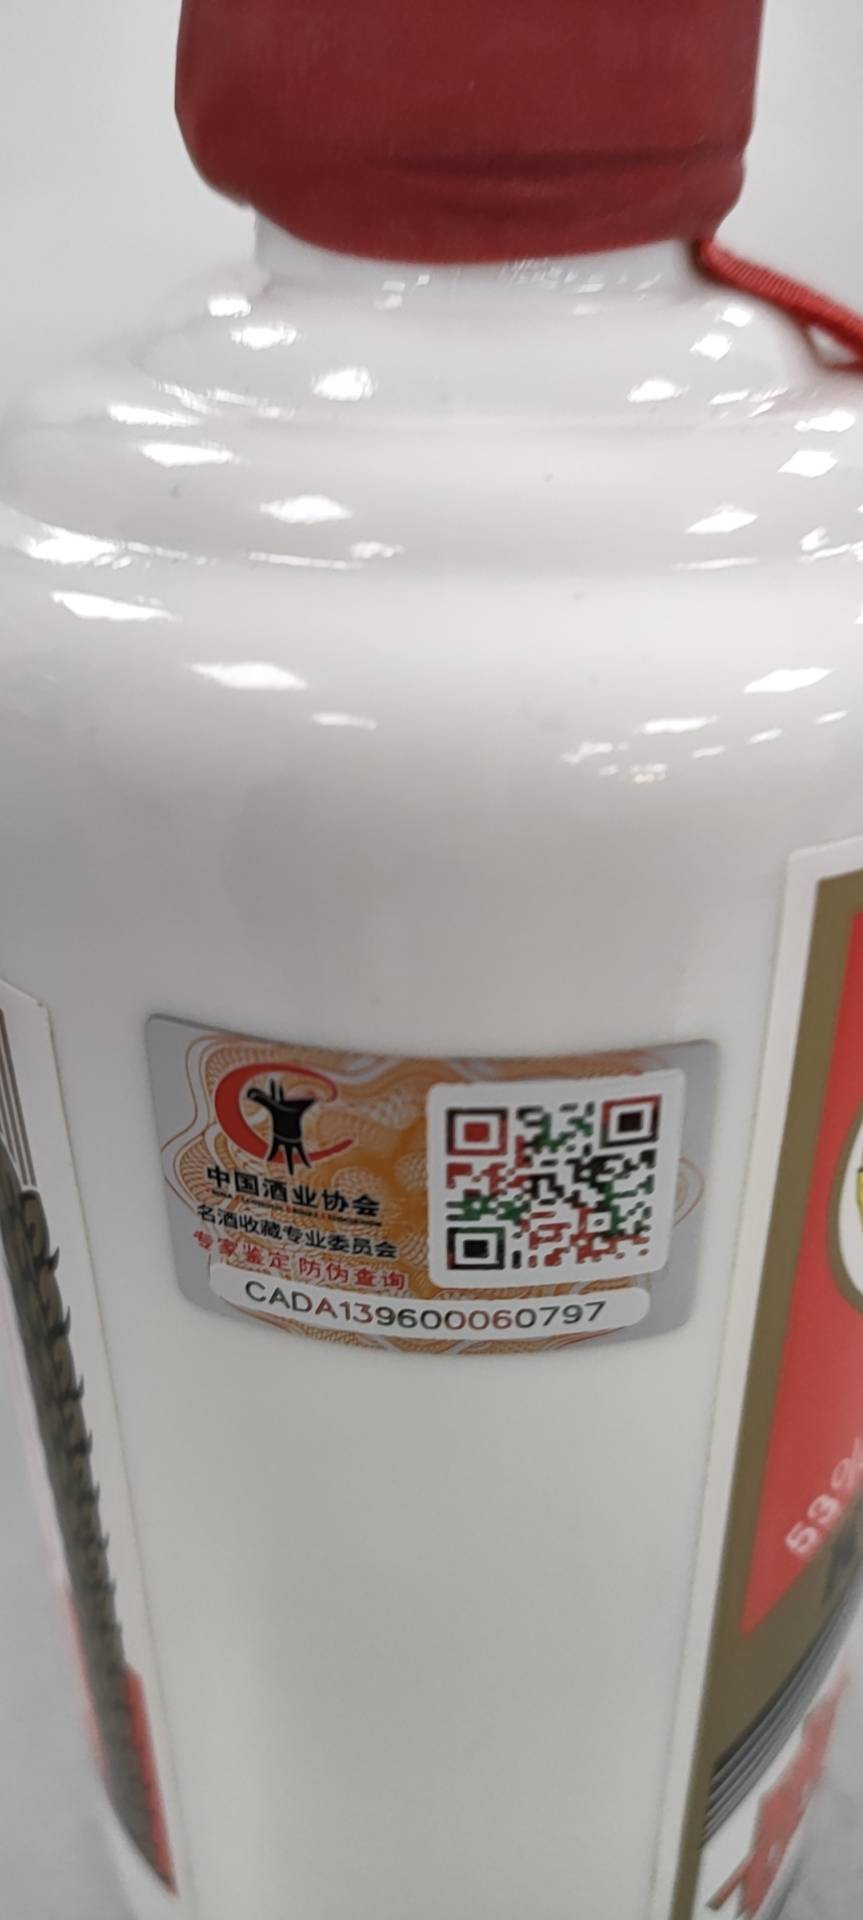 中国酒业协会
名酒收藏专业委员会
专家鉴定 防伪查询
CADA139600060797
53%